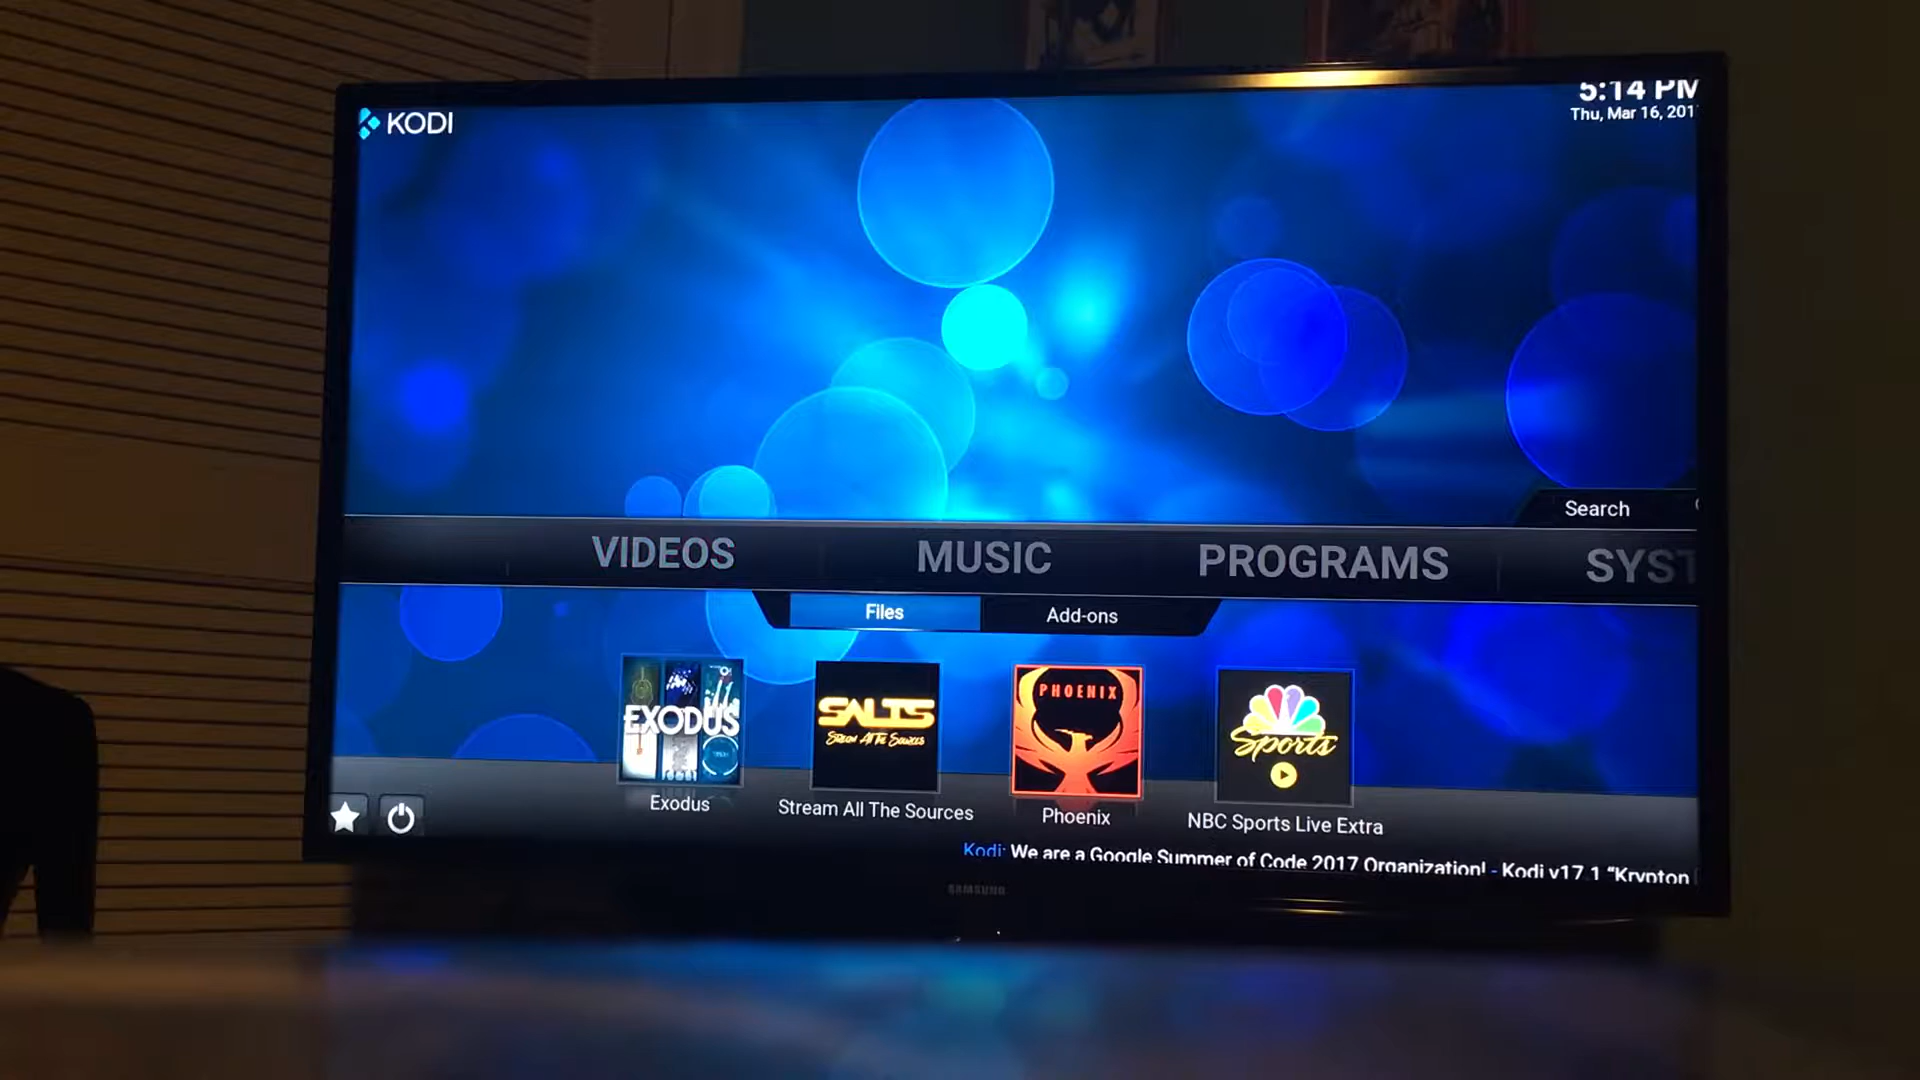 KODI
5:14 PM
Thu, Mar 16, 201
Search
VIDEOS MUSIC PROGRAMS SYST
Files Add-ons
EXODUS
SALTS
Stream All The Sources
PHOENIX
Sports
Exodus
Stream All The Sources
Phoenix
NBC Sports Live Extra
Kodi: We are a Google Summer of Code 2017 Organization! - Kodi v17.1 “Krypton
SAMSUNG